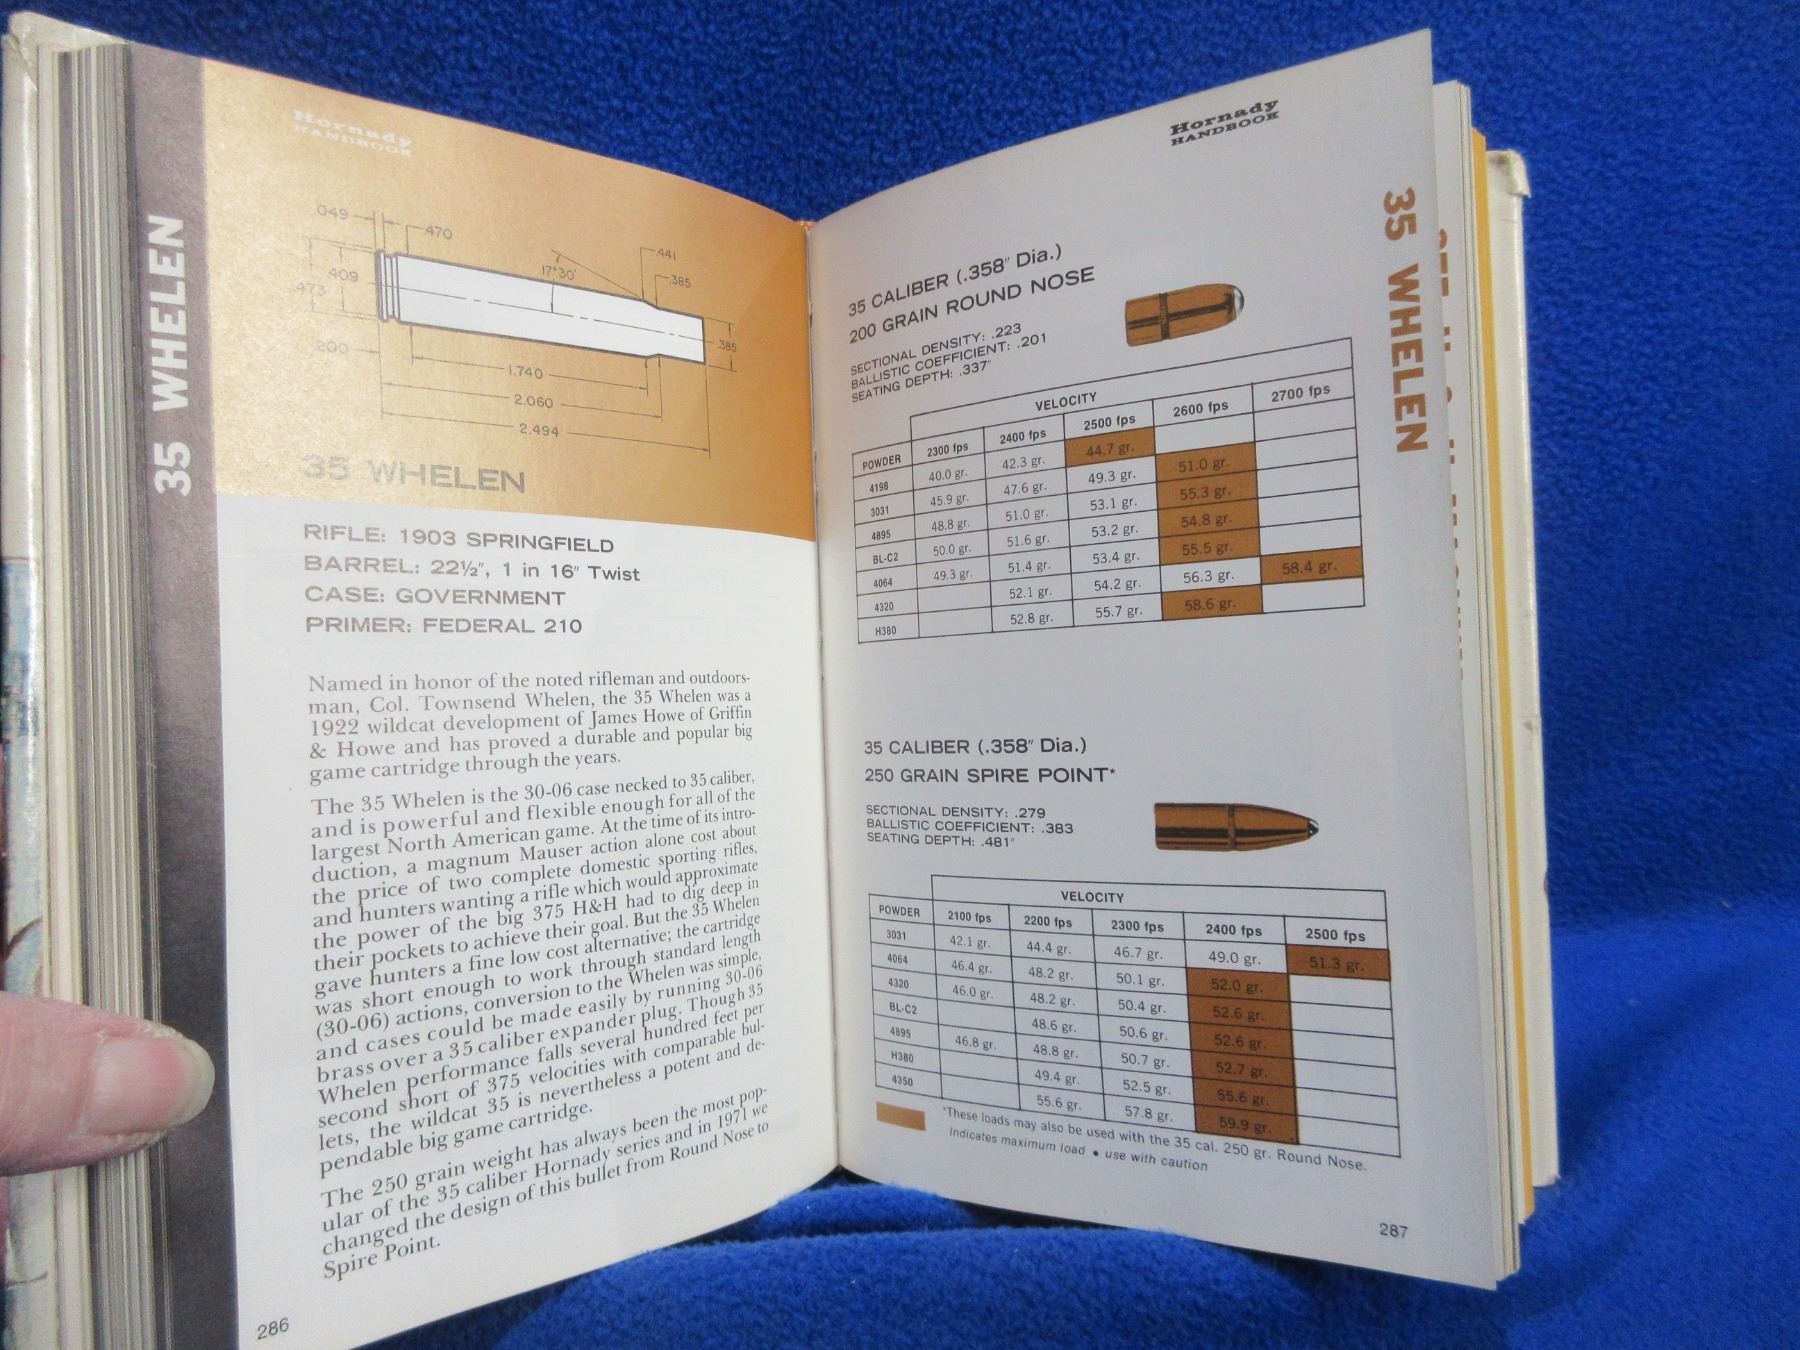 35 WHELEN
Hornady
HANDBOOK
.049
.470
.441
17°30'
.385
.409
.473
.385
.200
1.740
2.060
2.494
35 WHELEN
RIFLE: 1903 SPRINGFIELD
BARREL: 22½", 1 in 16" Twist
CASE: GOVERNMENT
PRIMER: FEDERAL 210
Named in honor of the noted rifleman and outdoors-
man, Col. Townsend Whelen, the 35 Whelen was a
1922 wildcat development of James Howe of Griffin
& Howe and has proved a durable and popular big
game cartridge through the years.
The 35 Whelen is the 30-06 case necked to 35 caliber,
and is powerful and flexible enough for all of the
largest North American game. At the time of its intro-
duction, a magnum Mauser action alone cost about
the price of two complete domestic sporting rifles,
and hunters wanting a rifle which would approximate
the power of the big 375 H&H had to dig deep in
their pockets to achieve their goal. But the 35 Whelen
gave hunters a fine low cost alternative; the cartridge
was short enough to work through standard length
(30-06) actions, conversion to the Whelen was simple,
and cases could be made easily by running 30-06
brass over a 35 caliber expander plug. Though 35
Whelen performance falls several hundred feet per
second short of 375 velocities with comparable bul-
lets, the wildcat 35 is nevertheless a potent and de-
pendable big game cartridge.
The 250 grain weight has always been the most pop-
ular of the 35 caliber Hornady series and in 1971 we
changed the design of this bullet from Round Nose to
Spire Point.
286
Hornady
HANDBOOK
35 WHELEN
35 CALIBER (.358" Dia.)
200 GRAIN ROUND NOSE
SECTIONAL DENSITY: .223
BALLISTIC COEFFICIENT: .201
SEATING DEPTH: .337"
VELOCITY
POWDER 2300 fps 2400 fps 2500 fps 2600 fps 2700 fps
4198 40.0 gr. 42.3 gr. 44.7 gr.
3031 45.9 gr. 47.6 gr. 49.3 gr. 51.0 gr.
4895 48.8 gr. 51.0 gr. 53.1 gr. 55.3 gr.
BL-C2 50.0 gr. 51.6 gr. 53.2 gr. 54.8 gr.
4064 49.3 gr. 51.4 gr. 53.4 gr. 55.5 gr.
4320 52.1 gr. 54.2 gr. 56.3 gr. 58.4 gr.
H380 52.8 gr. 55.7 gr. 58.6 gr.
35 CALIBER (.358" Dia.)
250 GRAIN SPIRE POINT*
SECTIONAL DENSITY: .279
BALLISTIC COEFFICIENT: .383
SEATING DEPTH: .481"
VELOCITY
POWDER 2100 fps 2200 fps 2300 fps 2400 fps 2500 fps
3031 42.1 gr. 44.4 gr. 46.7 gr. 49.0 gr. 51.3 gr.
4064 46.4 gr. 48.2 gr. 50.1 gr. 52.0 gr.
4320 46.0 gr. 48.2 gr. 50.4 gr. 52.6 gr.
BL-C2 48.6 gr. 50.6 gr. 52.6 gr.
4895 46.8 gr. 48.8 gr. 50.7 gr. 52.7 gr.
H380 49.4 gr. 52.5 gr. 55.6 gr.
4350 55.6 gr. 57.8 gr. 59.9 gr.
*These loads may also be used with the 35 cal. 250 gr. Round Nose.
Indicates maximum load • use with caution
287